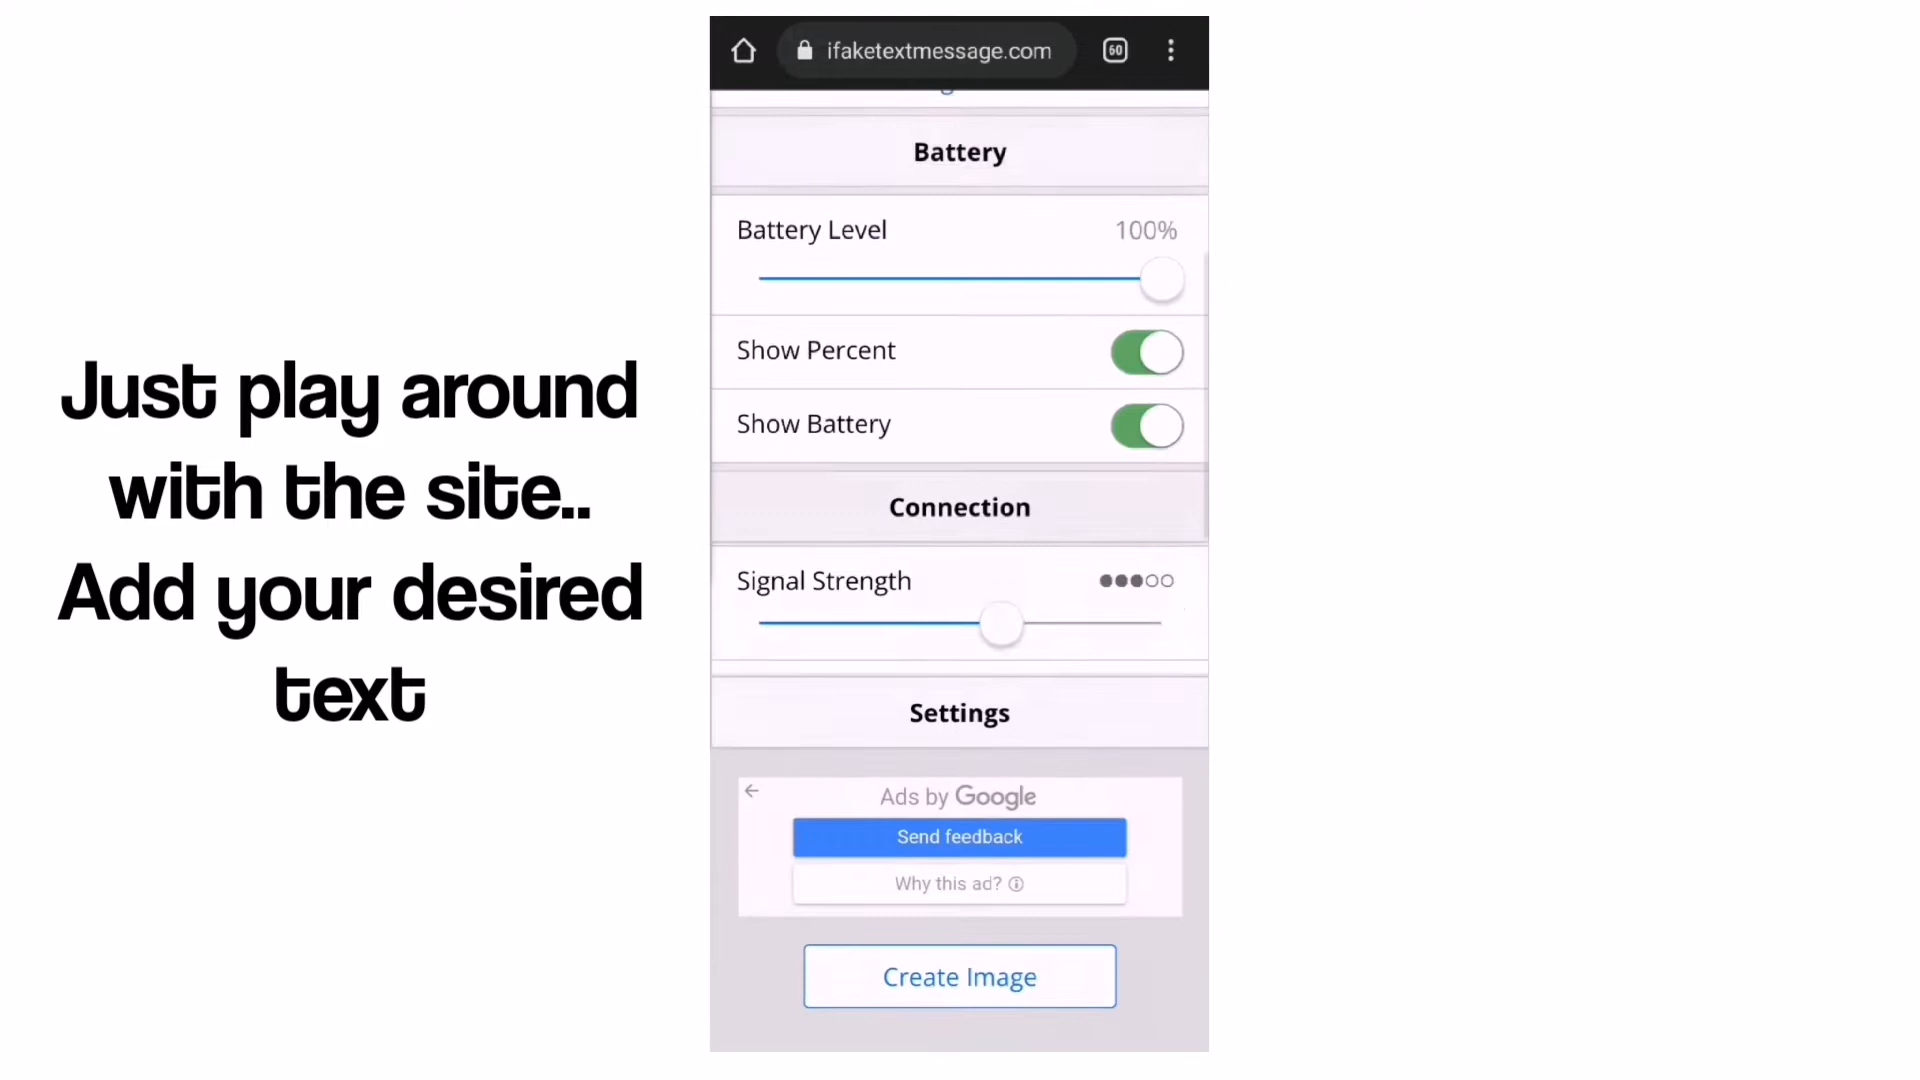 Just play around
with the site..
Add your desired
text
ifaketextmessage.com
60
Battery
Battery Level
100%
Show Percent
Show Battery
Connection
Signal Strength
Settings
Ads by Google
Send feedback
Why this ad?
Create Image